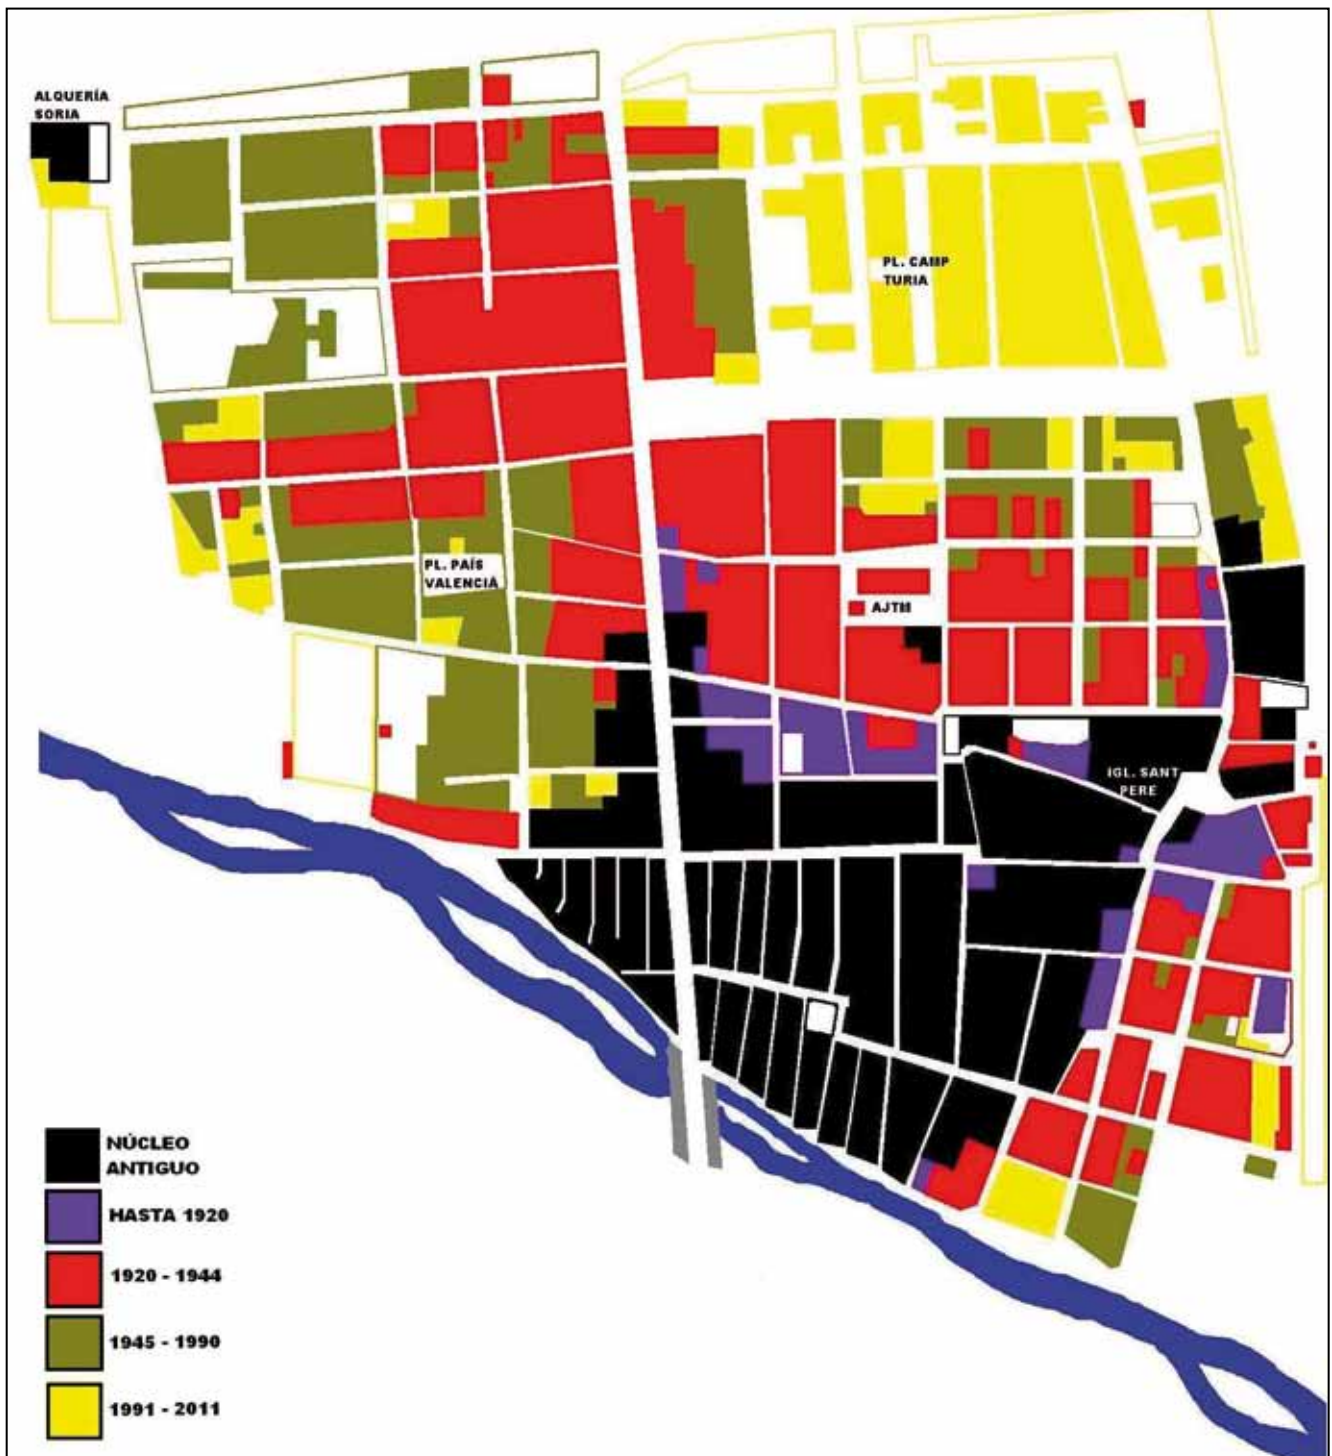 ALQUERÍA
SORIA
PL. CAMP
TURIA
PL. PAÍS
VALENCIÀ
AJTM
IGL. SANT
PERE
NÚCLEO
ANTIGUO
HASTA 1920
1920 - 1944
1945 - 1990
1991 - 2011